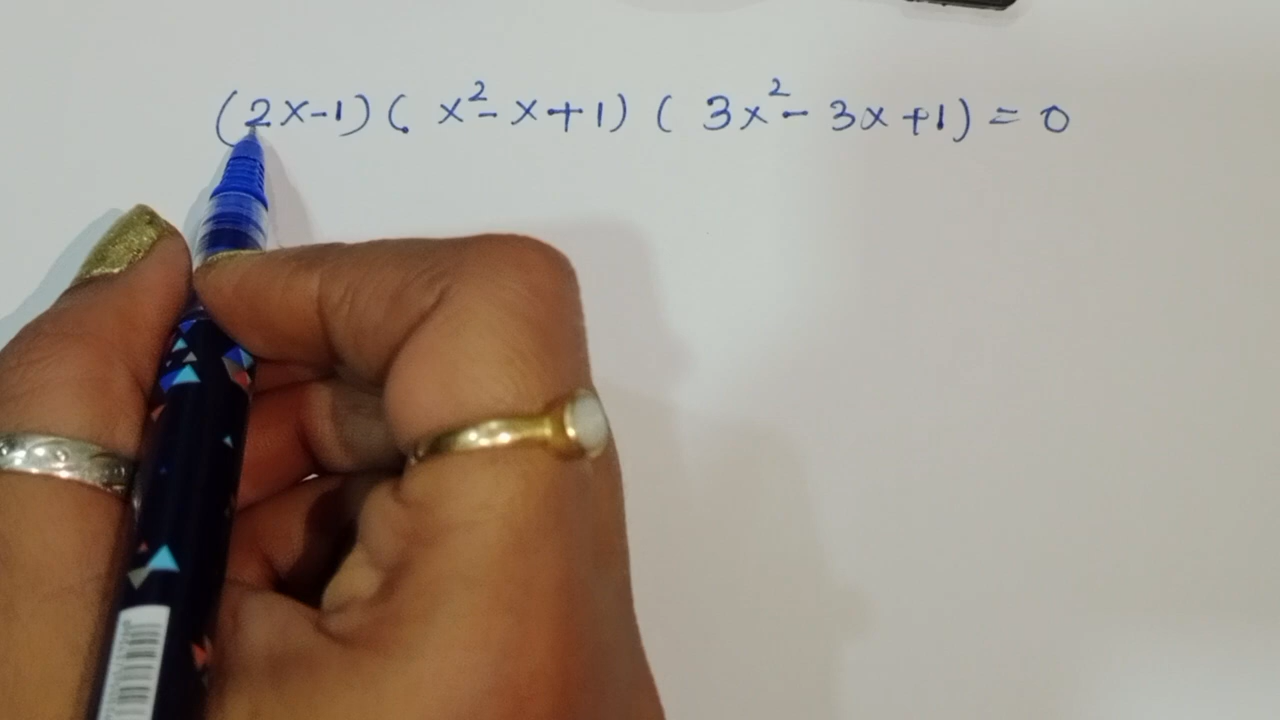 (2x-1)( x²-x+1) ( 3x²- 3x+1) = 0